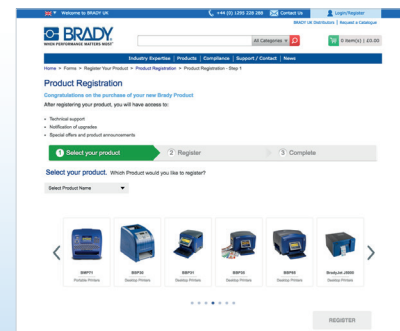 Welcome to BRADY UK
+44 (0) 1295 228 288
Contact Us
Login/Register
BRADY UK Distributors | Request a Catalogue
BRADY
WHEN PERFORMANCE MATTERS MOST
All Categories
0 item(s) | £0.00
Industry Expertise | Products | Compliance | Support / Contact | News
Home » Forms » Register Your Product » Product Registration » Product Registration - Step 1
Product Registration
Congratulations on the purchase of your new Brady Product
After registering your product, you will have access to:
• Technical support
• Notification of upgrades
• Special offers and product announcements
1 Select your product
2 Register
3 Complete
Select your product. Which Product would you like to register?
Select Product Name
BMP71
Portable Printers
BBP30
Desktop Printers
BBP31
Desktop Printers
BBP33
Desktop Printers
BBP85
Desktop Printers
BradyJet J2000
Desktop Printers
REGISTER